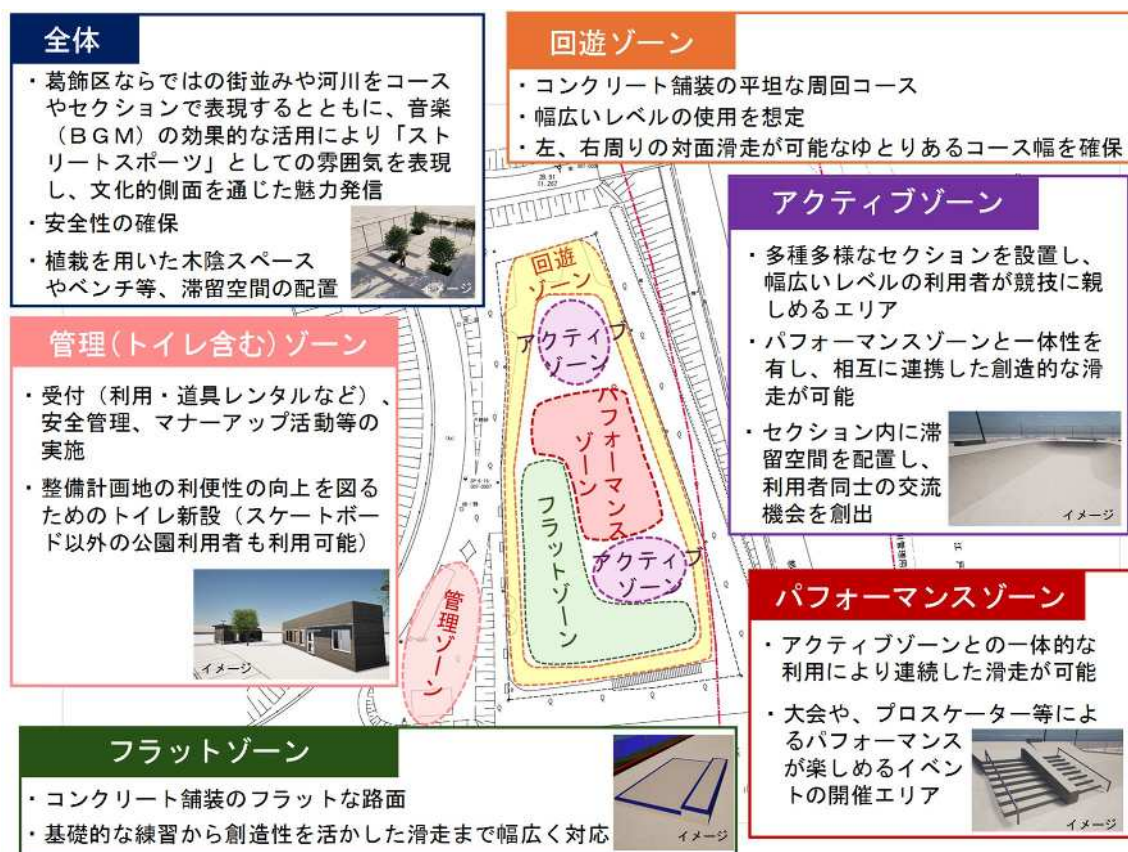 全体
・葛飾区ならではの街並みや河川をコース
やセクションで表現するとともに、音楽
（ＢＧＭ）の効果的な活用により「スト
リートスポーツ」としての雰囲気を表現
し、文化的側面を通じた魅力発信
・安全性の確保
・植栽を用いた木陰スペース
やベンチ等、滞留空間の配置
イメージ
回遊ゾーン
・コンクリート舗装の平坦な周回コース
・幅広いレベルの使用を想定
・左、右周りの対面滑走が可能なゆとりあるコース幅を確保
アクティブゾーン
・多種多様なセクションを設置し、
幅広いレベルの利用者が競技に親
しめるエリア
・パフォーマンスゾーンと一体性を
有し、相互に連携した創造的な滑
走が可能
・セクション内に滞
留空間を配置し、
利用者同士の交流
機会を創出
イメージ
管理(トイレ含む)ゾーン
・受付（利用・道具レンタルなど）、
安全管理、マナーアップ活動等の
実施
・整備計画地の利便性の向上を図る
ためのトイレ新設（スケートボー
ド以外の公園利用者も利用可能）
イメージ
回遊
ゾーン
アクティブ
ゾーン
パフォーマンス
ゾーン
フラットゾーン
アクティブ
ゾーン
管理ゾーン
パフォーマンスゾーン
・アクティブゾーンとの一体的な
利用により連続した滑走が可能
・大会や、プロスケーター等によ
るパフォーマンス
が楽しめるイベン
トの開催エリア
イメージ
フラットゾーン
・コンクリート舗装のフラットな路面
・基礎的な練習から創造性を活かした滑走まで幅広く対応
イメージ